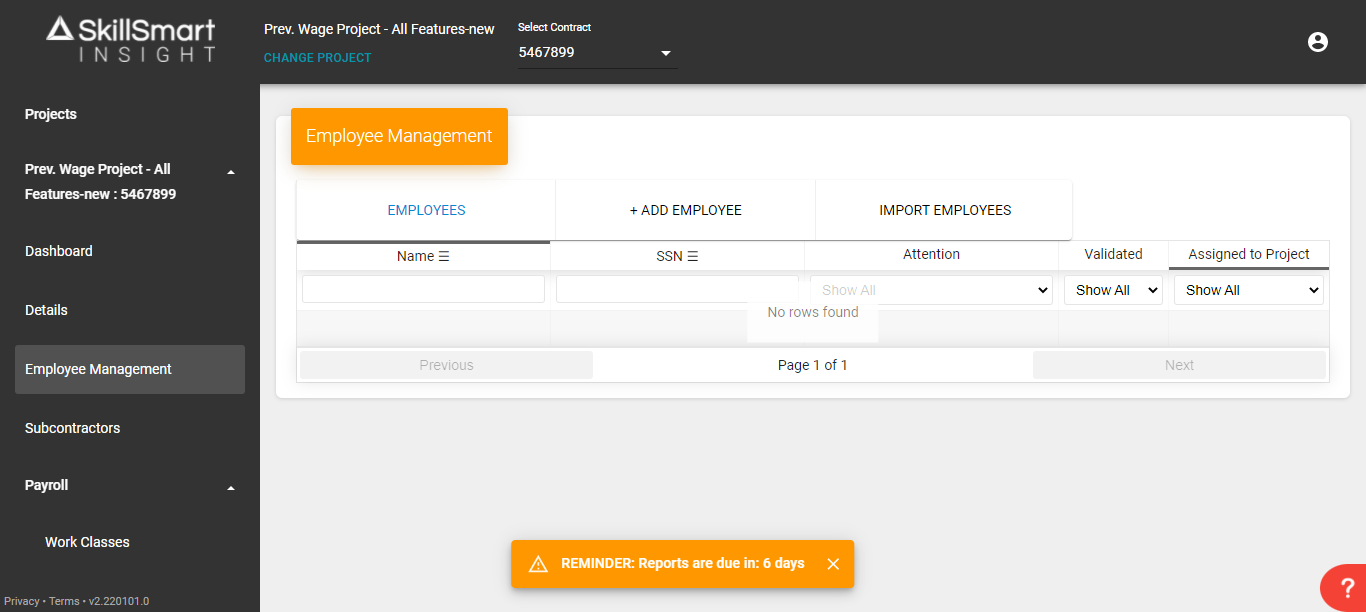 SkillSmart
INSIGHT
Prev. Wage Project - All Features-new
CHANGE PROJECT
Select Contract
5467899
Projects
Prev. Wage Project - All
Features-new : 5467899
Dashboard
Details
Employee Management
Subcontractors
Payroll
Work Classes
Privacy • Terms • v2.220101.0
Employee Management
EMPLOYEES
+ ADD EMPLOYEE
IMPORT EMPLOYEES
Name ☰
SSN ☰
Attention
Validated
Assigned to Project
Show All
Show All
Show All
No rows found
Previous
Page 1 of 1
Next
REMINDER: Reports are due in: 6 days
?